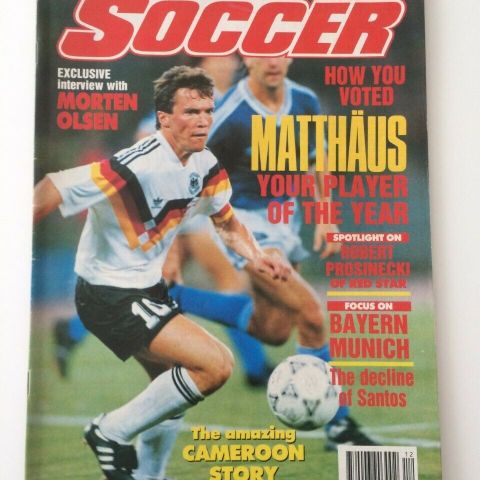 SOCCER
EXCLUSIVE
interview with
MORTEN
OLSEN
HOW YOU
VOTED
MATTHÄUS
YOUR PLAYER
OF THE YEAR
SPOTLIGHT ON
ROBERT
PROSINECKI
OF RED STAR
FOCUS ON
BAYERN
MUNICH
The decline
of Santos
10
The amazing
CAMEROON
STORY
12